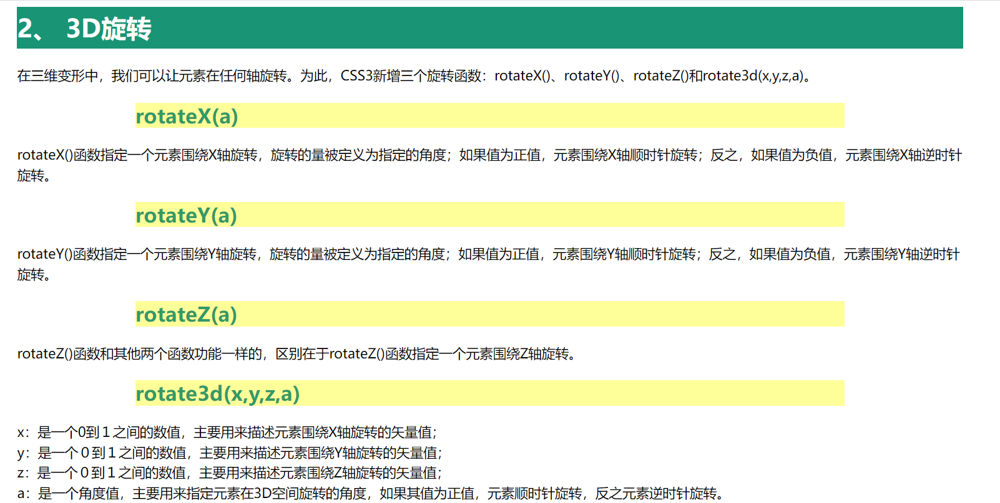 2、 3D旋转
在三维变形中，我们可以让元素在任何轴旋转。为此，CSS3新增三个旋转函数：rotateX()、rotateY()、rotateZ()和rotate3d(x,y,z,a)。
rotateX(a)
rotateX()函数指定一个元素围绕X轴旋转，旋转的量被定义为指定的角度；如果值为正值，元素围绕X轴顺时针旋转；反之，如果值为负值，元素围绕X轴逆时针
旋转。
rotateY(a)
rotateY()函数指定一个元素围绕Y轴旋转，旋转的量被定义为指定的角度；如果值为正值，元素围绕Y轴顺时针旋转；反之，如果值为负值，元素围绕Y轴逆时针
旋转。
rotateZ(a)
rotateZ()函数和其他两个函数功能一样的，区别在于rotateZ()函数指定一个元素围绕Z轴旋转。
rotate3d(x,y,z,a)
x：是一个0到１之间的数值，主要用来描述元素围绕X轴旋转的矢量值；
y：是一个０到１之间的数值，主要用来描述元素围绕Y轴旋转的矢量值；
z：是一个０到１之间的数值，主要用来描述元素围绕Z轴旋转的矢量值；
a：是一个角度值，主要用来指定元素在3D空间旋转的角度，如果其值为正值，元素顺时针旋转，反之元素逆时针旋转。